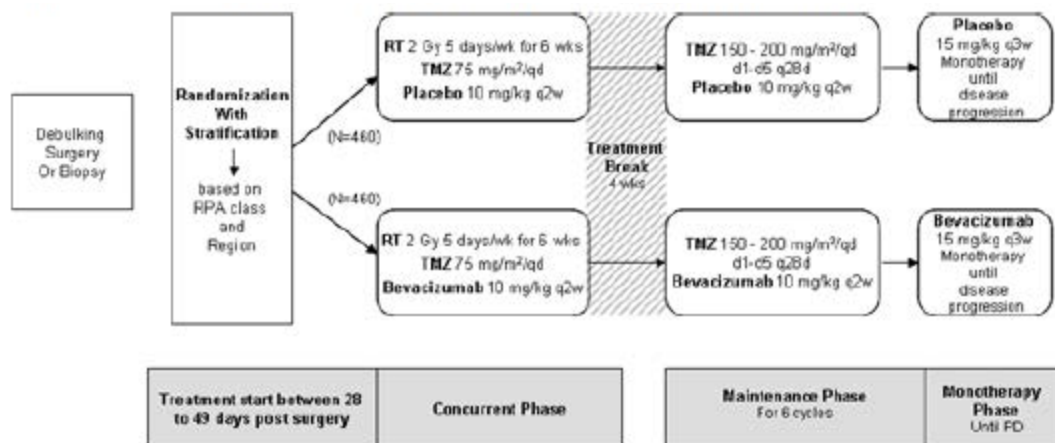 Debulking
Surgery
Or Biopsy
Randomization
With
Stratification
based on
RPA class
and
Region
(N=460)
(N=460)
RT 2 Gy 5 days/wk for 6 wks
TMZ 75 mg/m²/qd
Placebo 10 mg/kg q2w
RT 2 Gy 5 days/wk for 6 wks
TMZ 75 mg/m²/qd
Bevacizumab 10 mg/kg q2w
Treatment
Break
4 wks
TMZ 150 - 200 mg/m²/qd
d1-d5 q28d
Placebo 10 mg/kg q2w
TMZ 150 - 200 mg/m²/qd
d1-d5 q28d
Bevacizumab 10 mg/kg q2w
Placebo
15 mg/kg q3w
Monotherapy
until
disease
progression
Bevacizumab
15 mg/kg q3w
Monotherapy
until
disease
progression
Treatment start between 28
to 49 days post surgery
Concurrent Phase
Maintenance Phase
For 6 cycles
Monotherapy
Phase
Until PD